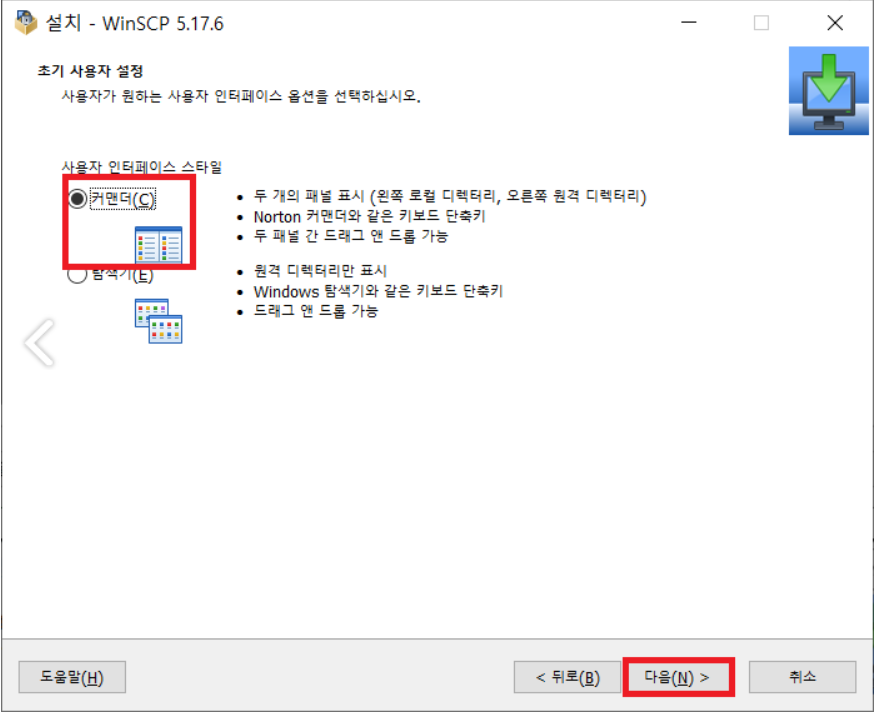 설치 - WinSCP 5.17.6
초기 사용자 설정
사용자가 원하는 사용자 인터페이스 옵션을 선택하십시오.
사용자 인터페이스 스타일
커맨더(C)
• 두 개의 패널 표시 (왼쪽 로컬 디렉터리, 오른쪽 원격 디렉터리)
• Norton 커맨더와 같은 키보드 단축키
• 두 패널 간 드래그 앤 드롭 가능
탐색기(E)
• 원격 디렉터리만 표시
• Windows 탐색기와 같은 키보드 단축키
• 드래그 앤 드롭 가능
도움말(H)
< 뒤로(B)
다음(N) >
취소